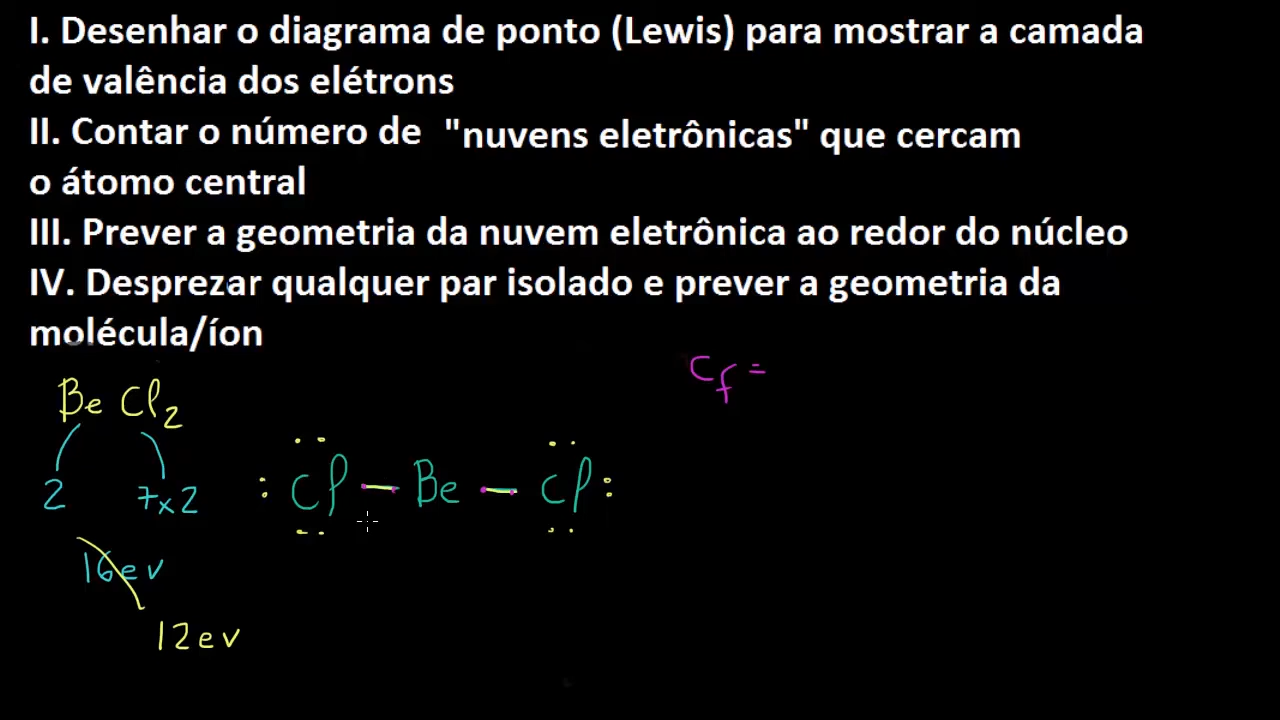 I. Desenhar o diagrama de ponto (Lewis) para mostrar a camada
de valência dos elétrons
II. Contar o número de "nuvens eletrônicas" que cercam
o átomo central
III. Prever a geometria da nuvem eletrônica ao redor do núcleo
IV. Desprezar qualquer par isolado e prever a geometria da
molécula/íon
Be Cl2
Cf =
2 7x2
:Cl - Be - Cl:
16ev
12ev